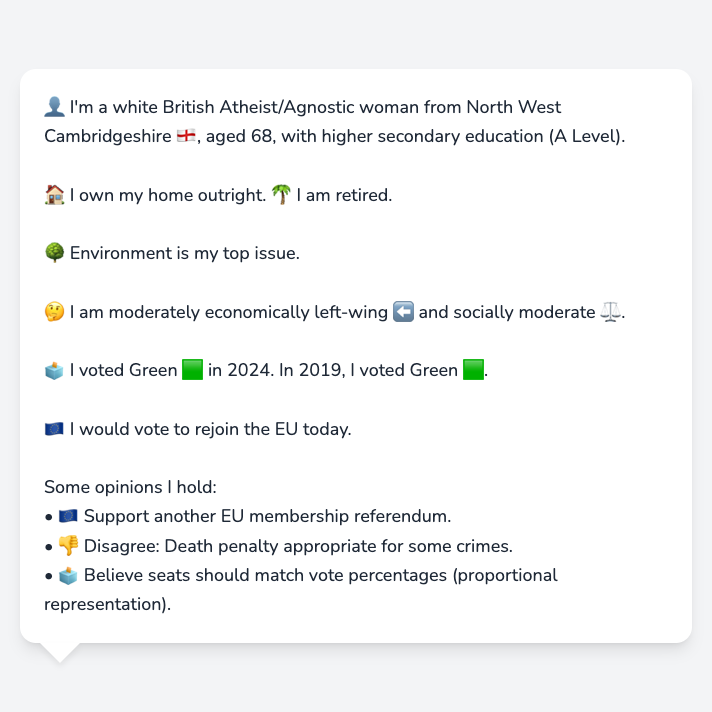 👤 I'm a white British Atheist/Agnostic woman from North West
Cambridgeshire 🏴󠁧󠁢󠁥󠁮󠁧󠁿, aged 68, with higher secondary education (A Level).
🏠 I own my home outright. 🌴 I am retired.
🌳 Environment is my top issue.
🤔 I am moderately economically left-wing ⬅️ and socially moderate ⚖️.
🗳️ I voted Green 🟩 in 2024. In 2019, I voted Green 🟩.
🇪🇺 I would vote to rejoin the EU today.
Some opinions I hold:
• 🇪🇺 Support another EU membership referendum.
• 👎 Disagree: Death penalty appropriate for some crimes.
• 🗳️ Believe seats should match vote percentages (proportional
representation).